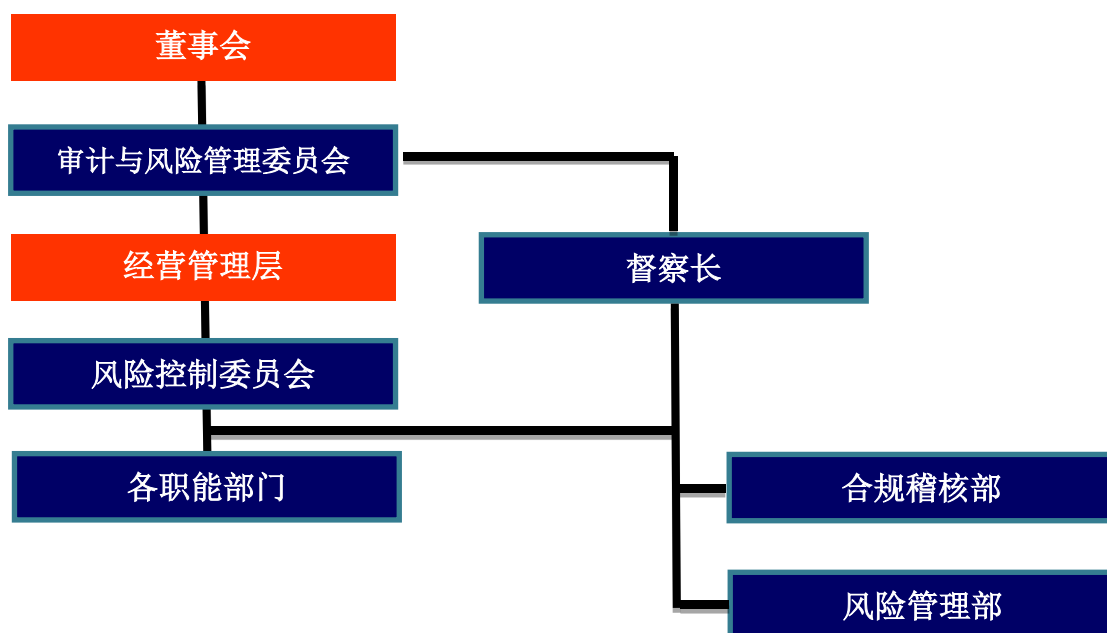 董事会
审计与风险管理委员会
经营管理层
督察长
风险控制委员会
各职能部门
合规稽核部
风险管理部